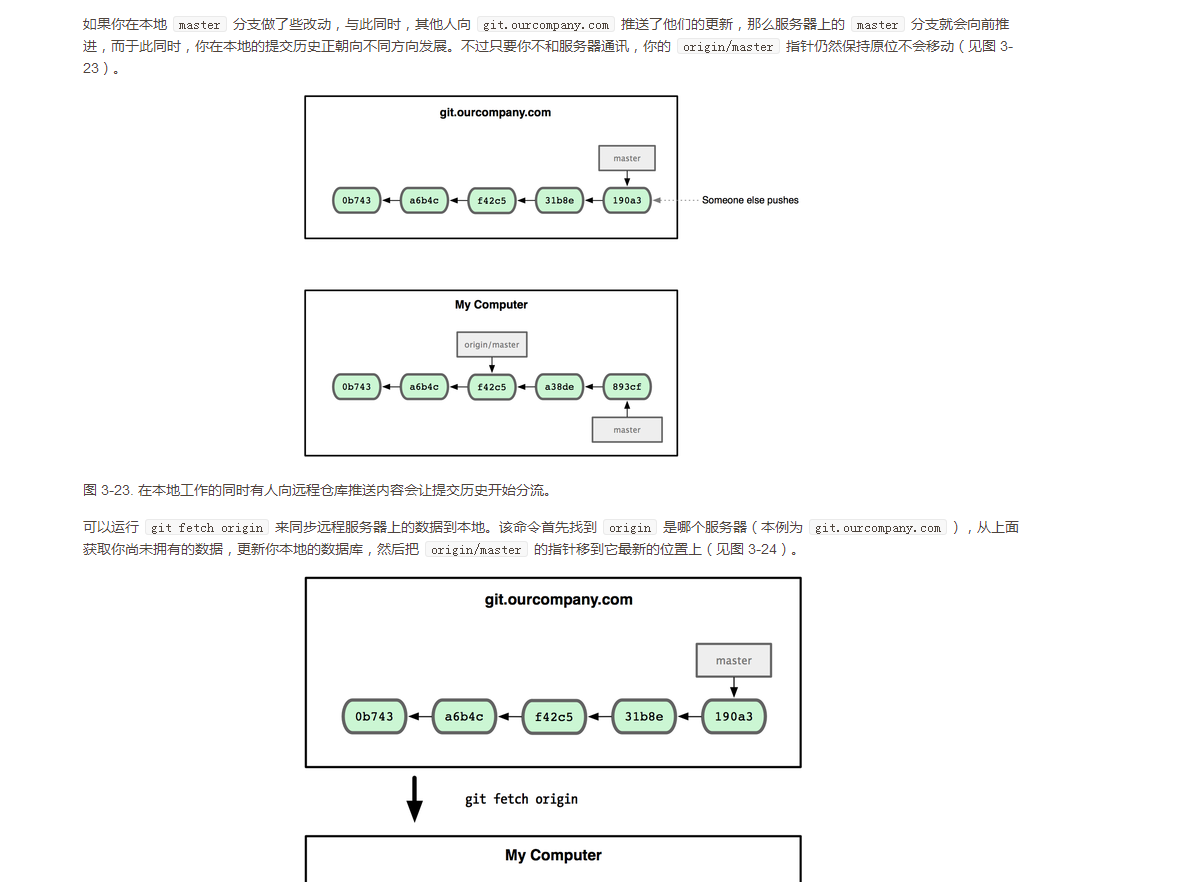 如果你在本地 master 分支做了些改动，与此同时，其他人向 git.ourcompany.com 推送了他们的更新，那么服务器上的 master 分支就会向前推
进，而于此同时，你在本地的提交历史正朝向不同方向发展。不过只要你不和服务器通讯，你的 origin/master 指针仍然保持原位不会移动（见图 3-
23）。
git.ourcompany.com
master
0b743 a6b4c f42c5 31b8e 190a3 Someone else pushes
My Computer
origin/master
0b743 a6b4c f42c5 a38de 893cf
master
图 3-23. 在本地工作的同时有人向远程仓库推送内容会让提交历史开始分流。
可以运行 git fetch origin 来同步远程服务器上的数据到本地。该命令首先找到 origin 是哪个服务器（本例为 git.ourcompany.com ），从上面
获取你尚未拥有的数据，更新你本地的数据库，然后把 origin/master 的指针移到它最新的位置上（见图 3-24）。
git.ourcompany.com
master
0b743 a6b4c f42c5 31b8e 190a3
git fetch origin
My Computer